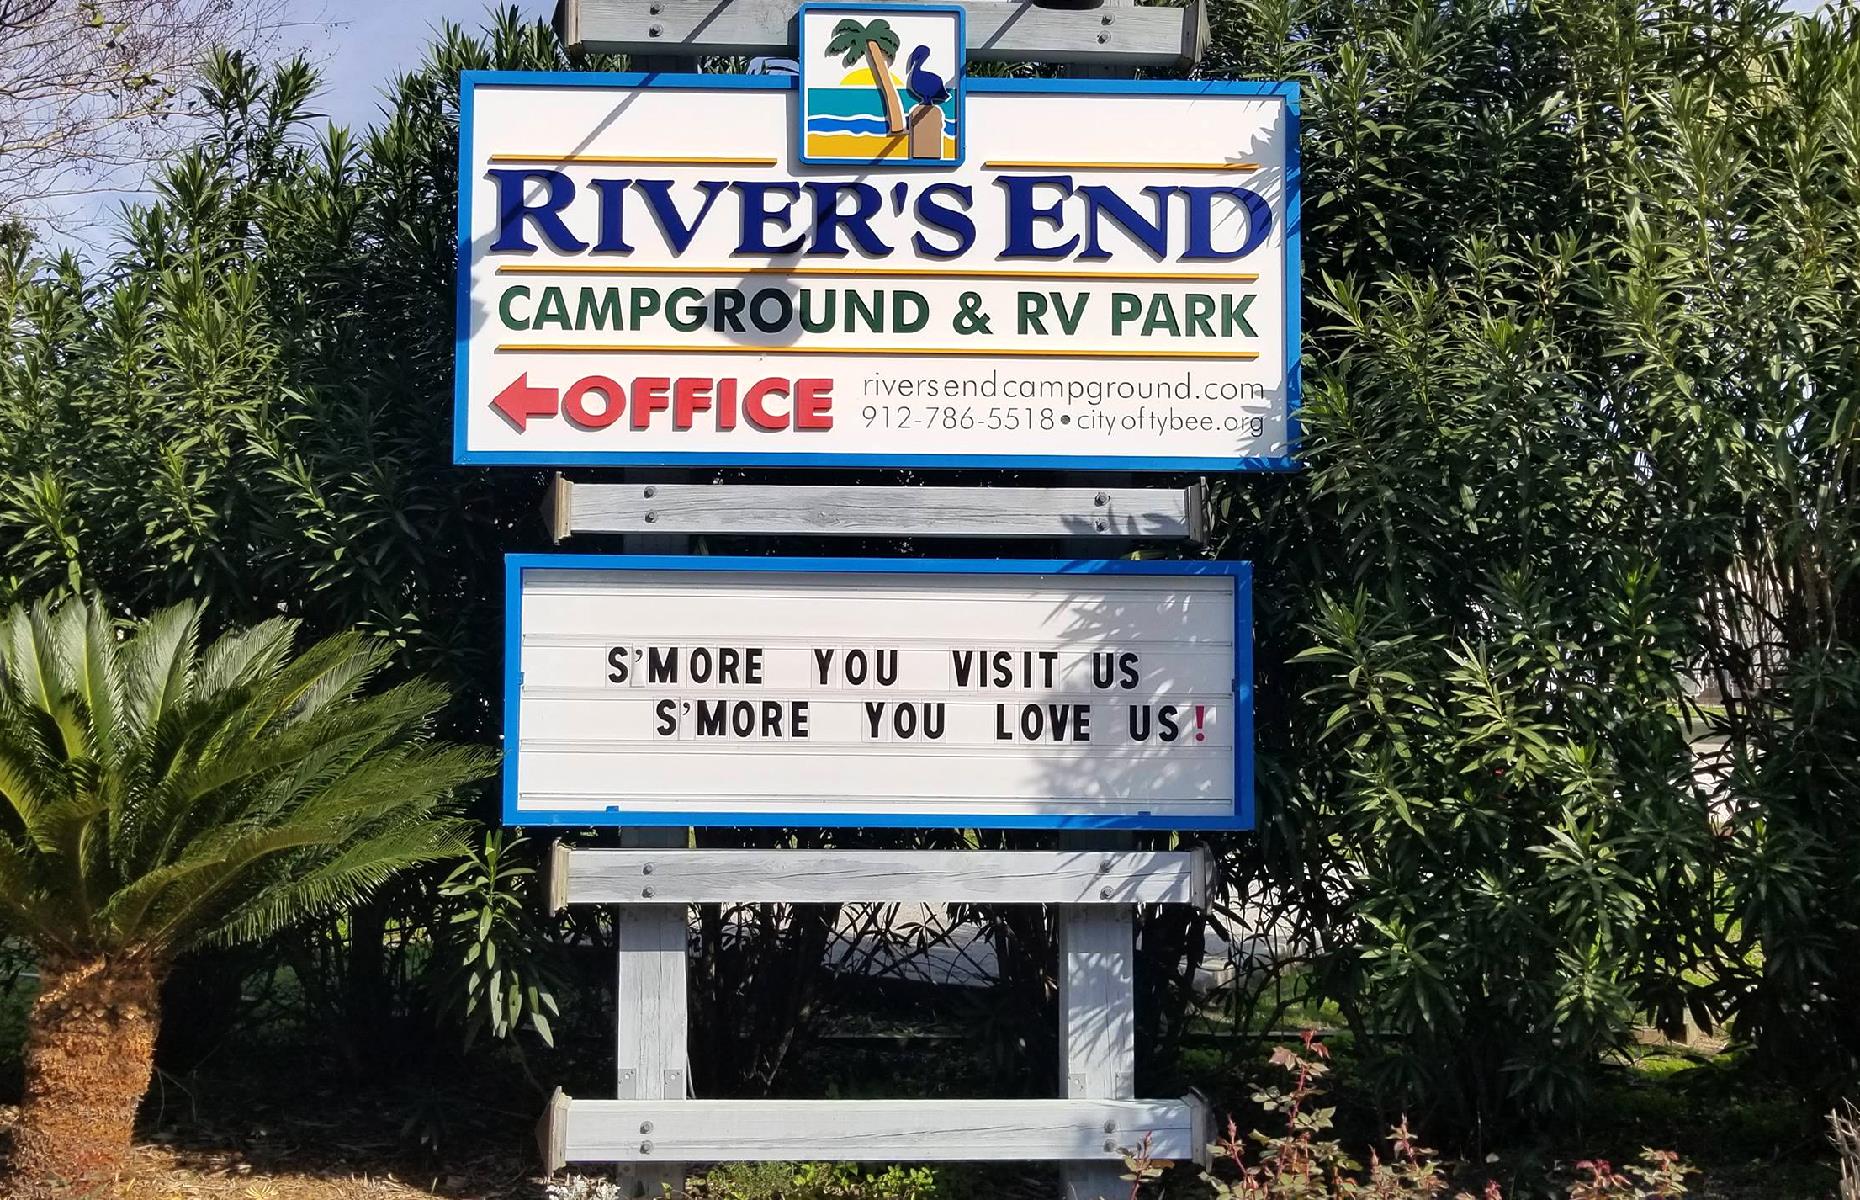 RIVER'S END
CAMPGROUND & RV PARK
OFFICE
riversendcampground.com
912-786-5518•cityoftybee.org
S'MORE YOU VISIT US
S'MORE YOU LOVE US!